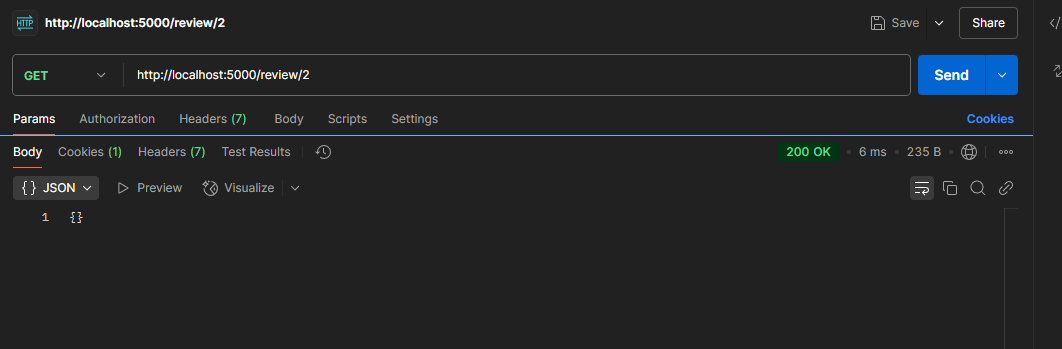 HTTP http://localhost:5000/review/2 Save Share
GET http://localhost:5000/review/2 Send
Params Authorization Headers (7) Body Scripts Settings Cookies
Body Cookies (1) Headers (7) Test Results 200 OK • 6 ms • 235 B
{} JSON Preview Visualize
1 {}